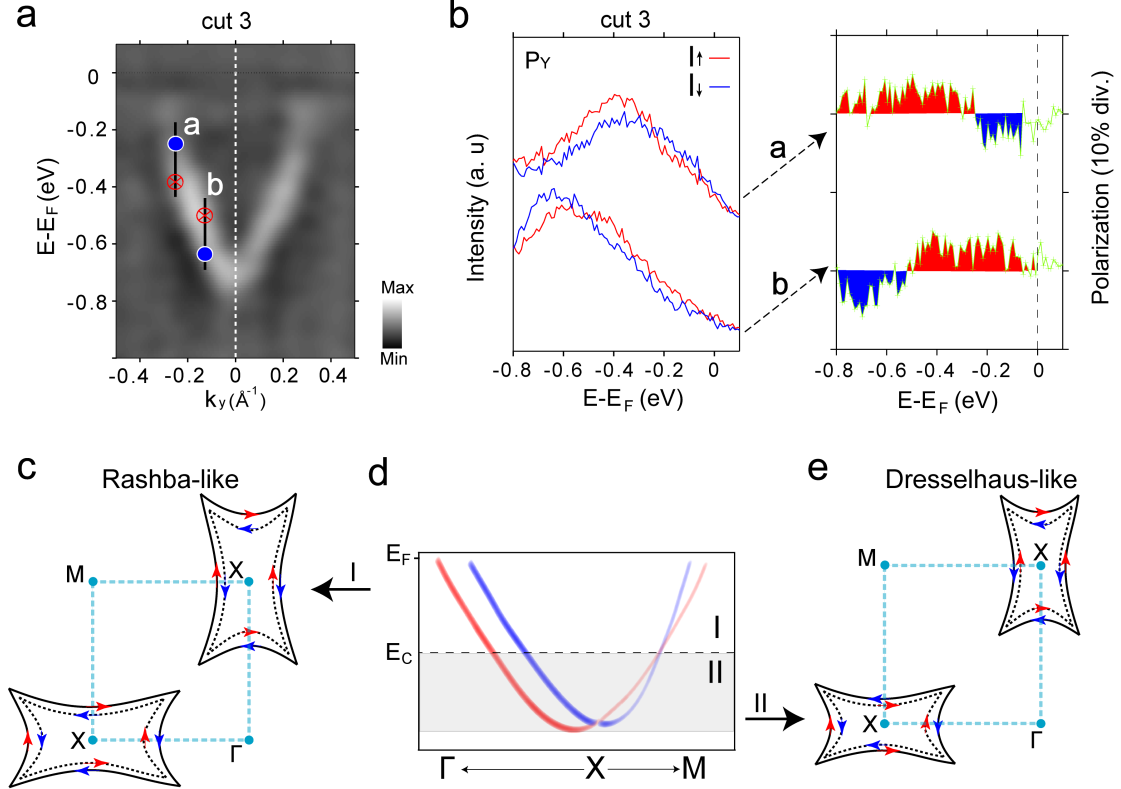 a
cut 3
0
-0.2
-0.4
-0.6
-0.8
E-EF (eV)
a
b
-0.4
-0.2
0
0.2
0.4
ky(Å-1)
Max
Min
b
cut 3
PY
I↑
I↓
Intensity (a. u)
-0.8
-0.6
-0.4
-0.2
0
E-EF (eV)
a
b
-0.8
-0.6
-0.4
-0.2
0
E-EF (eV)
Polarization (10% div.)
c
Rashba-like
M
X
X
Γ
I
d
EF
EC
I
II
Γ
X
M
II
e
Dresselhaus-like
M
X
X
Γ